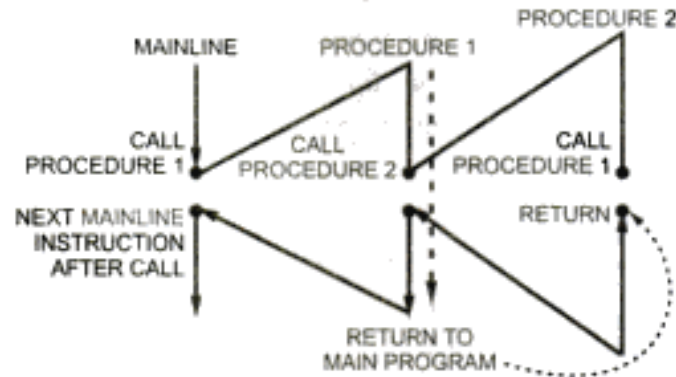 PROCEDURE 2
MAINLINE
PROCEDURE 1
CALL
PROCEDURE 1
CALL
PROCEDURE 2
CALL
PROCEDURE 1
NEXT MAINLINE
INSTRUCTION
AFTER CALL
RETURN
RETURN TO
MAIN PROGRAM